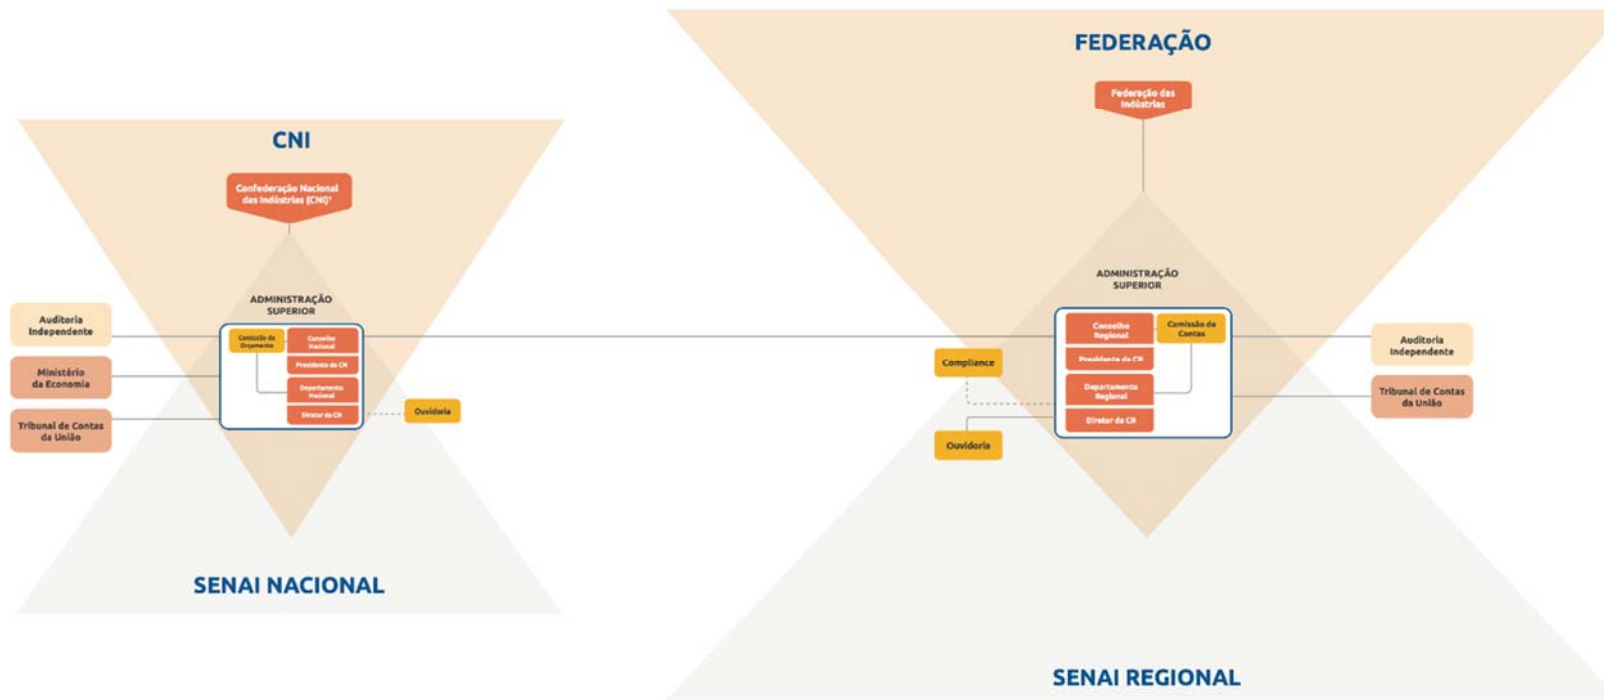 CNI
Confederação Nacional
das Indústrias (CNI)¹
ADMINISTRAÇÃO
SUPERIOR
Auditoria
Independente
Ministério
da Economia
Tribunal de Contas
da União
Comissão de
Orçamento
Conselho
Nacional
Presidente do CN
Departamento
Nacional
Diretor do CN
Ouvidoria
SENAI NACIONAL
FEDERAÇÃO
Federação das
Indústrias
ADMINISTRAÇÃO
SUPERIOR
Compliance
Ouvidoria
Conselho
Regional
Presidente do CR
Departamento
Regional
Diretor do CR
Comissão de
Contas
Auditoria
Independente
Tribunal de Contas
da União
SENAI REGIONAL